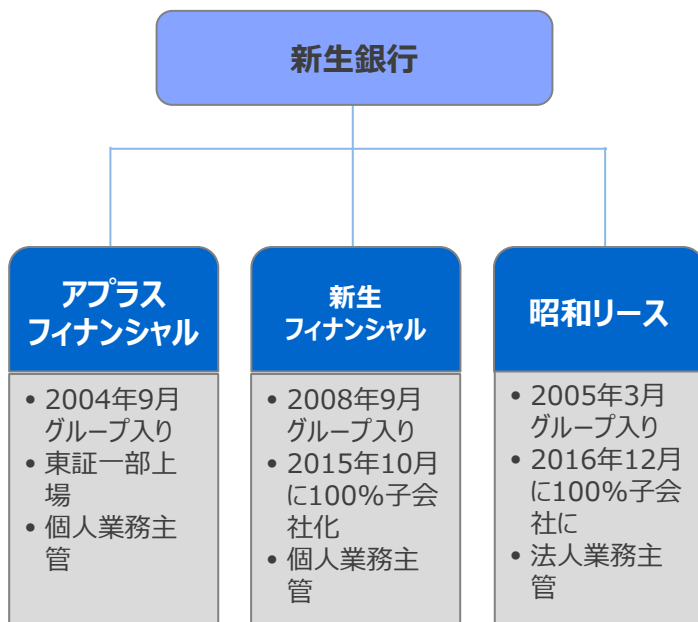 新生銀行
アプラス
フィナンシャル
• 2004年9月
グループ入り
• 東証一部上
場
• 個人業務主
管
新生
フィナンシャル
• 2008年9月
グループ入り
• 2015年10月
に100％子会
社化
• 個人業務主
管
昭和リース
• 2005年3月
グループ入り
• 2016年12月
に100％子会
社に
• 法人業務主
管